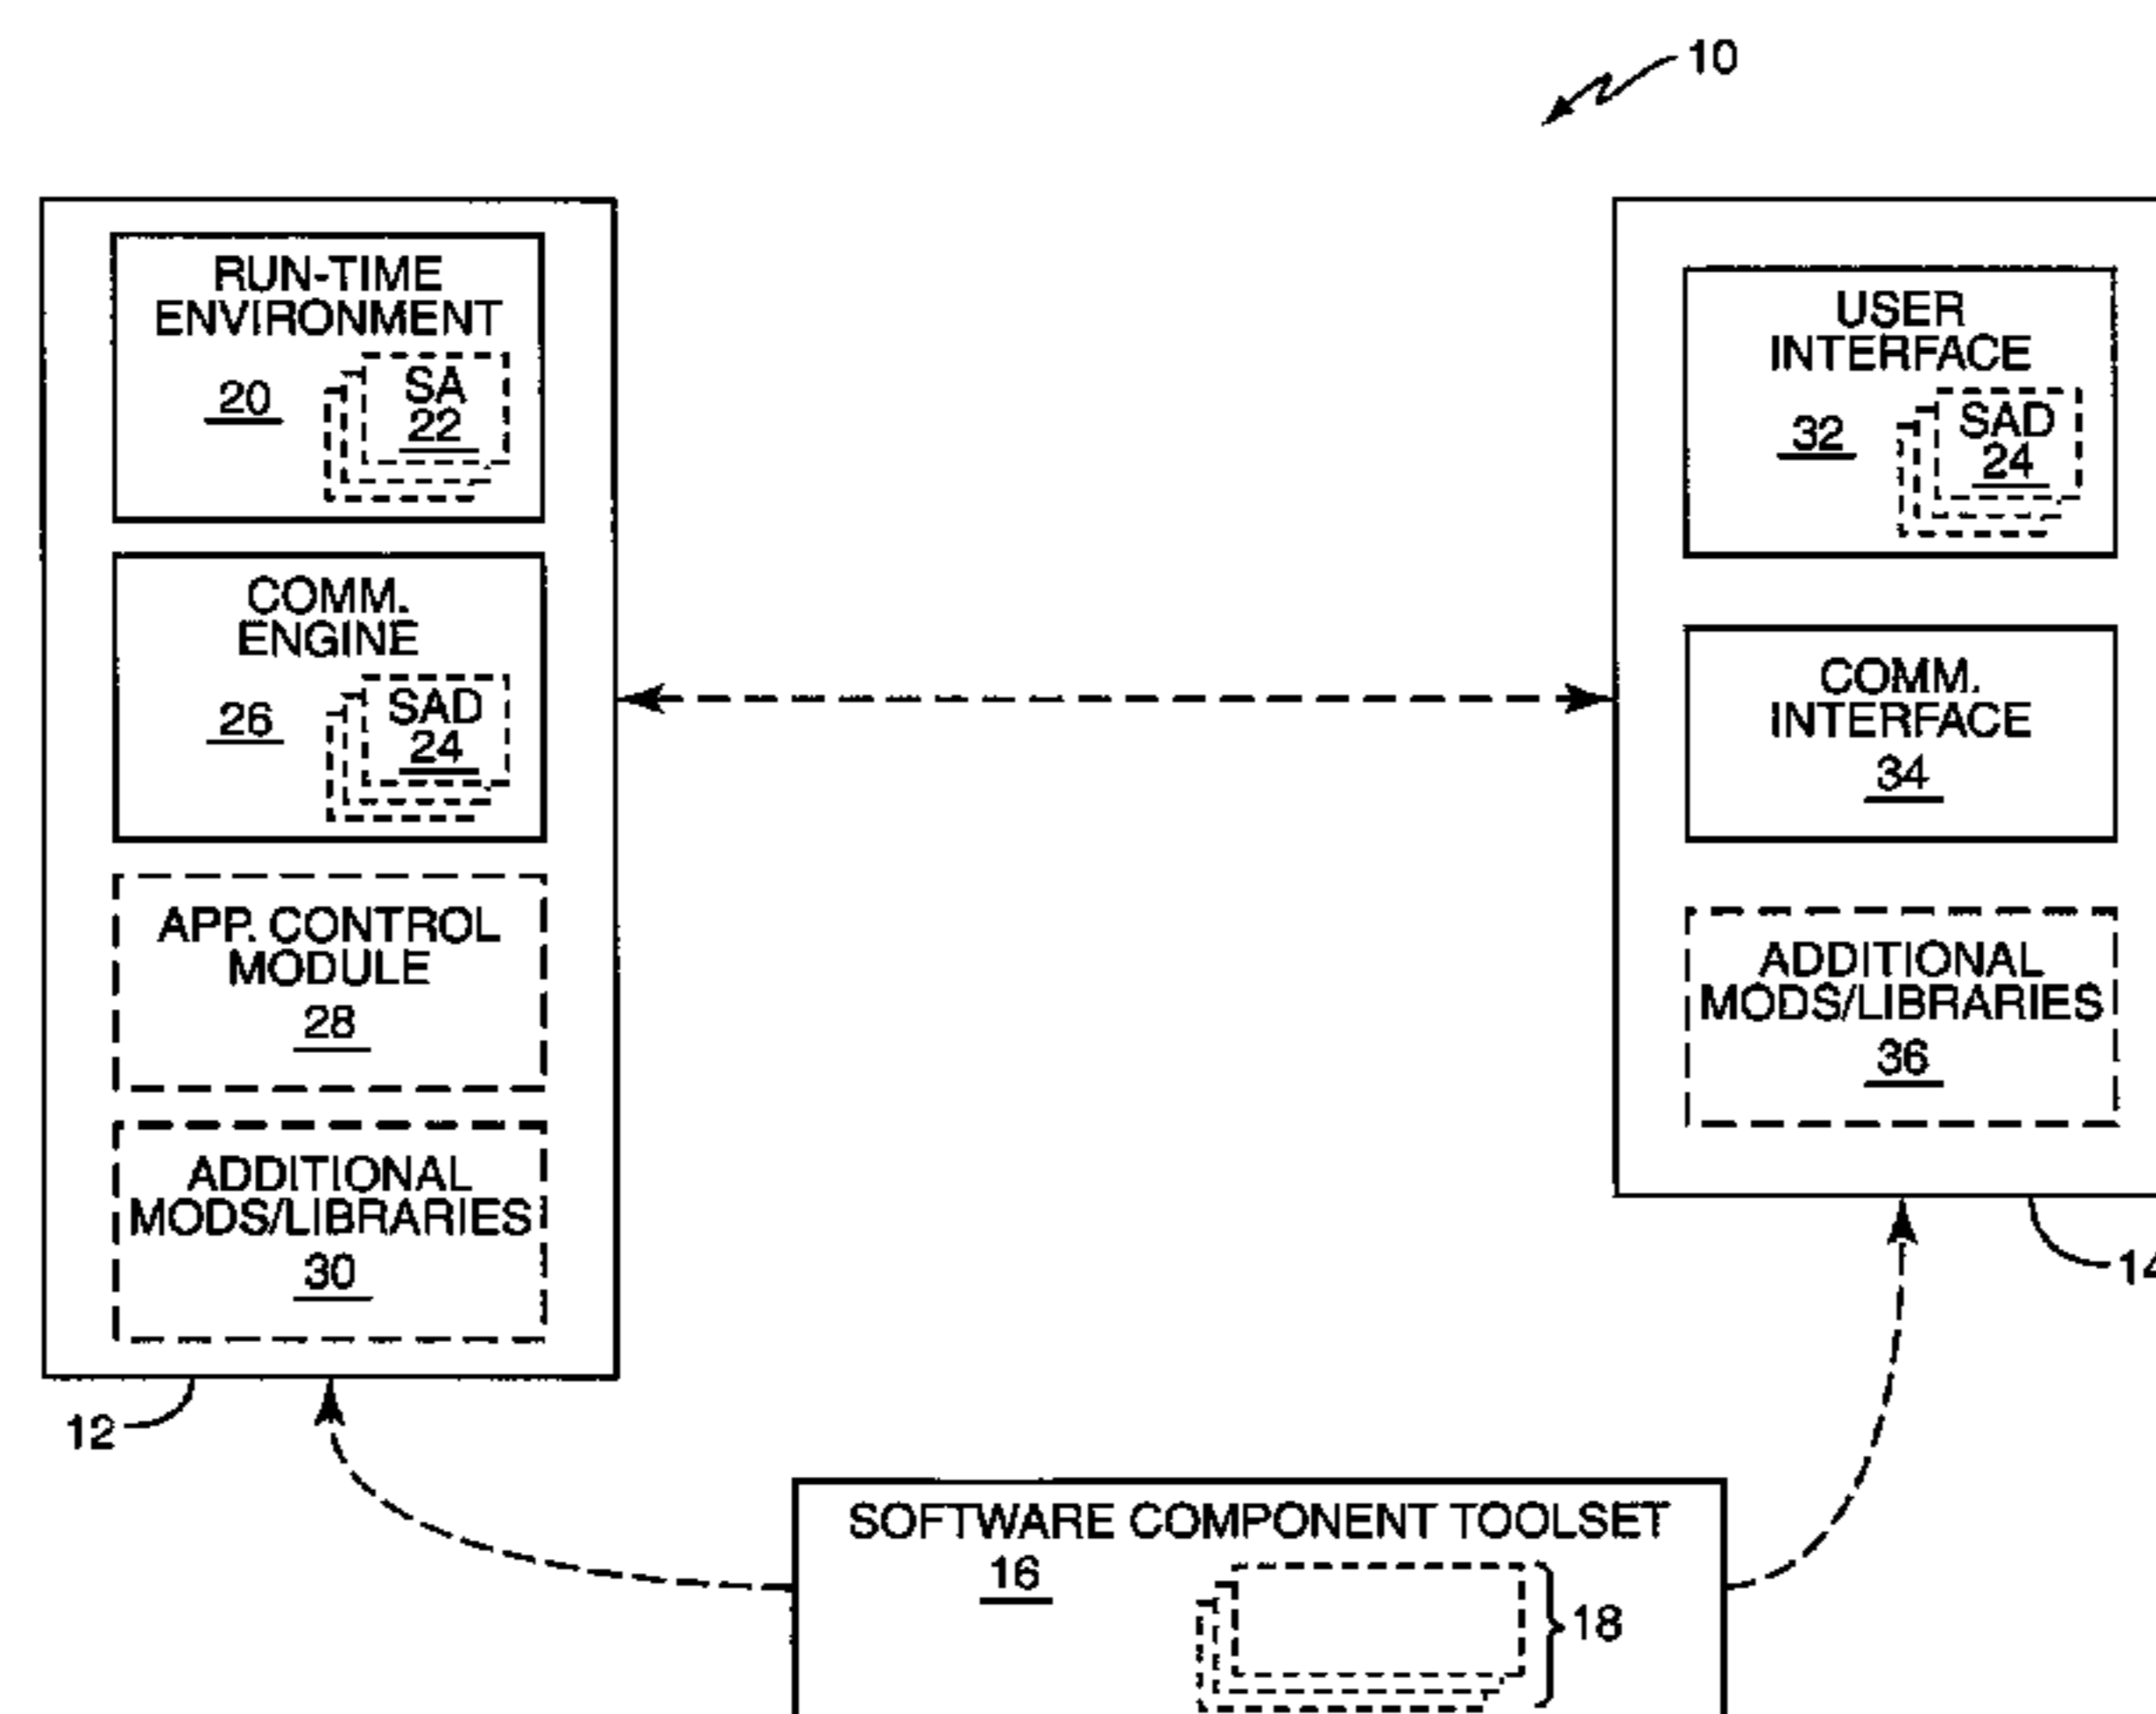 10
RUN-TIME
ENVIRONMENT
20
SA
22
COMM.
ENGINE
26
SAD
24
APP. CONTROL
MODULE
28
ADDITIONAL
MODS/LIBRARIES
30
12
USER
INTERFACE
32
SAD
24
COMM.
INTERFACE
34
ADDITIONAL
MODS/LIBRARIES
36
14
SOFTWARE COMPONENT TOOLSET
16
18